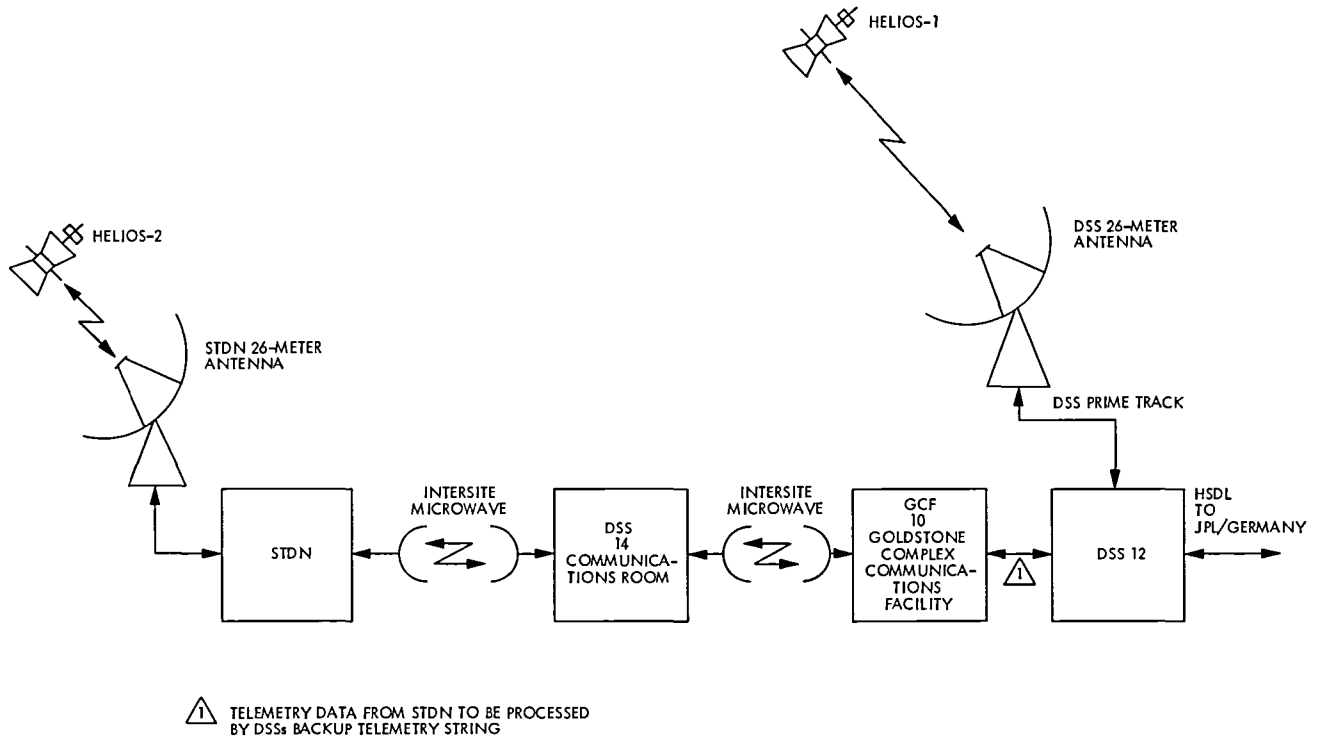 HELIOS-1
DSS 26-METER
ANTENNA
HELIOS-2
STDN 26-METER
ANTENNA
DSS PRIME TRACK
STDN
INTERSITE
MICROWAVE
DSS
14
COMMUNICA-
TIONS ROOM
INTERSITE
MICROWAVE
GCF
10
GOLDSTONE
COMPLEX
COMMUNICA-
TIONS
FACILITY
1
DSS 12
HSDL
TO
JPL/GERMANY
1 TELEMETRY DATA FROM STDN TO BE PROCESSED
BY DSSs BACKUP TELEMETRY STRING